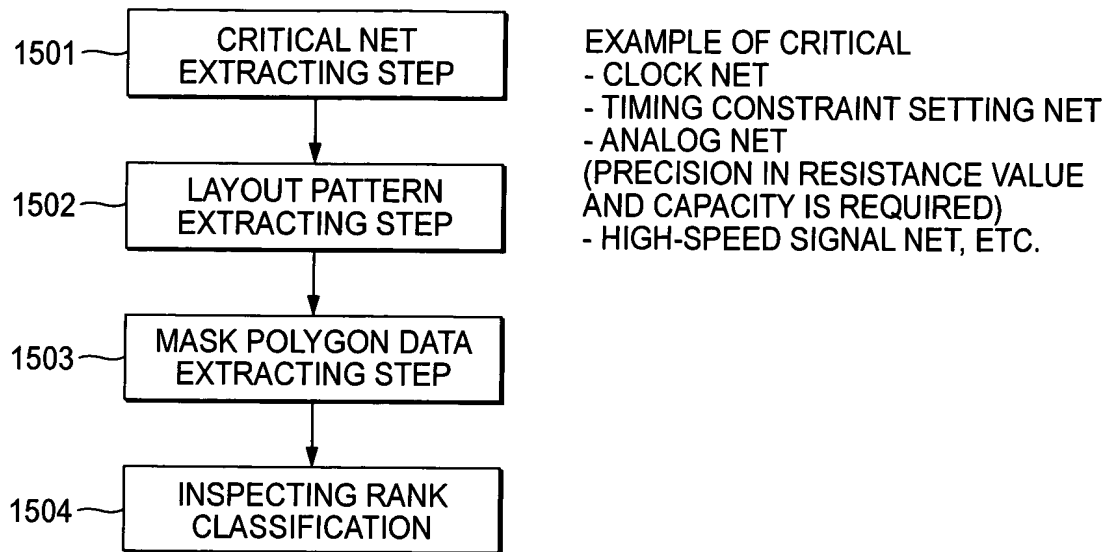 1501
CRITICAL NET
EXTRACTING STEP
1502
LAYOUT PATTERN
EXTRACTING STEP
1503
MASK POLYGON DATA
EXTRACTING STEP
1504
INSPECTING RANK
CLASSIFICATION
EXAMPLE OF CRITICAL
- CLOCK NET
- TIMING CONSTRAINT SETTING NET
- ANALOG NET
(PRECISION IN RESISTANCE VALUE
AND CAPACITY IS REQUIRED)
- HIGH-SPEED SIGNAL NET, ETC.